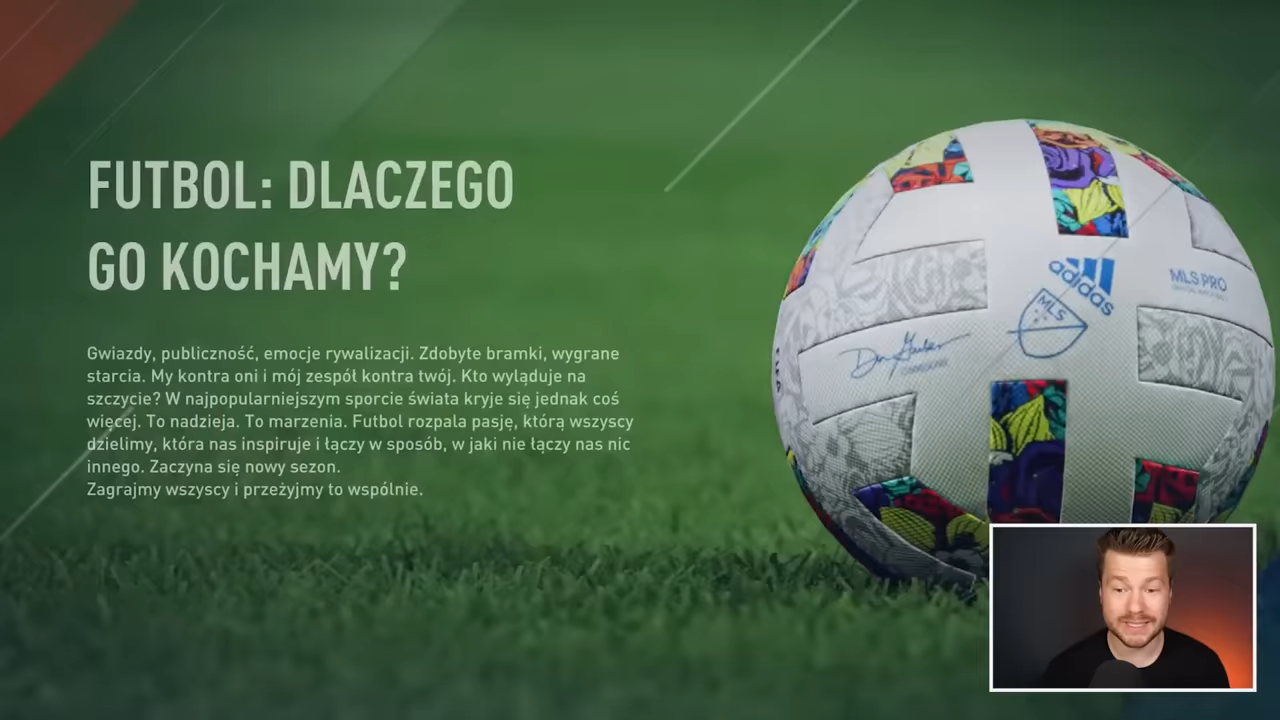 FUTBOL: DLACZEGO
GO KOCHAMY?
Gwiazdy, publiczność, emocje rywalizacji. Zdobyte bramki, wygrane
starcia. My kontra oni i mój zespół kontra twój. Kto wyląduje na
szczycie? W najpopularniejszym sporcie świata kryje się jednak coś
więcej. To nadzieja. To marzenia. Futbol rozpala pasję, którą wszyscy
dzielimy, która nas inspiruje i łączy w sposób, w jaki nie łączy nas nic
innego. Zaczyna się nowy sezon.
Zagrajmy wszyscy i przeżyjmy to wspólnie.
adidas
MLS PRO
MLS
FIFA